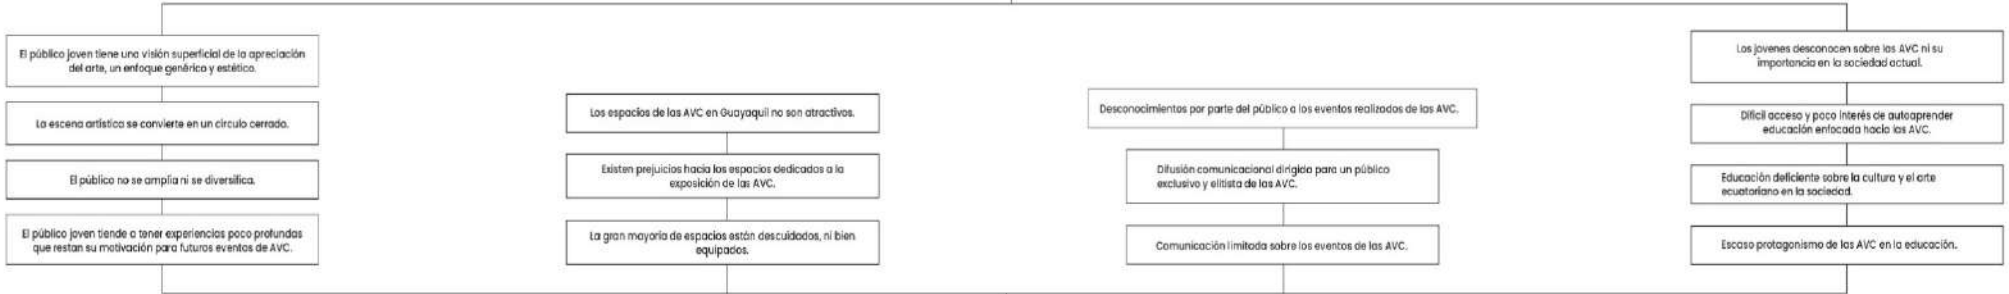 El público joven tiene una visión superficial de la apreciación
del arte, un enfoque genérico y estético.
La escena artística se convierte en un círculo cerrado.
El público no se amplia ni se diversifica.
El público joven tiende a tener experiencias poco profundas
que restan su motivación para futuros eventos de AVC.
Los espacios de las AVC en Guayaquil no son atractivos.
Existen prejuicios hacia los espacios dedicados a la
exposición de las AVC.
La gran mayoría de espacios están descuidados, ni bien
equipados.
Desconocimientos por parte del público a los eventos realizados de las AVC.
Difusión comunicacional dirigida para un público
exclusivo y elitista de las AVC.
Comunicación limitada sobre los eventos de las AVC.
Los jovenes desconocen sobre las AVC ni su
importancia en la sociedad actual.
Difícil acceso y poco interés de autoaprender
educación enfocada hacia las AVC.
Educación deficiente sobre la cultura y el arte
ecuatoriano en la sociedad.
Escaso protagonismo de las AVC en la educación.